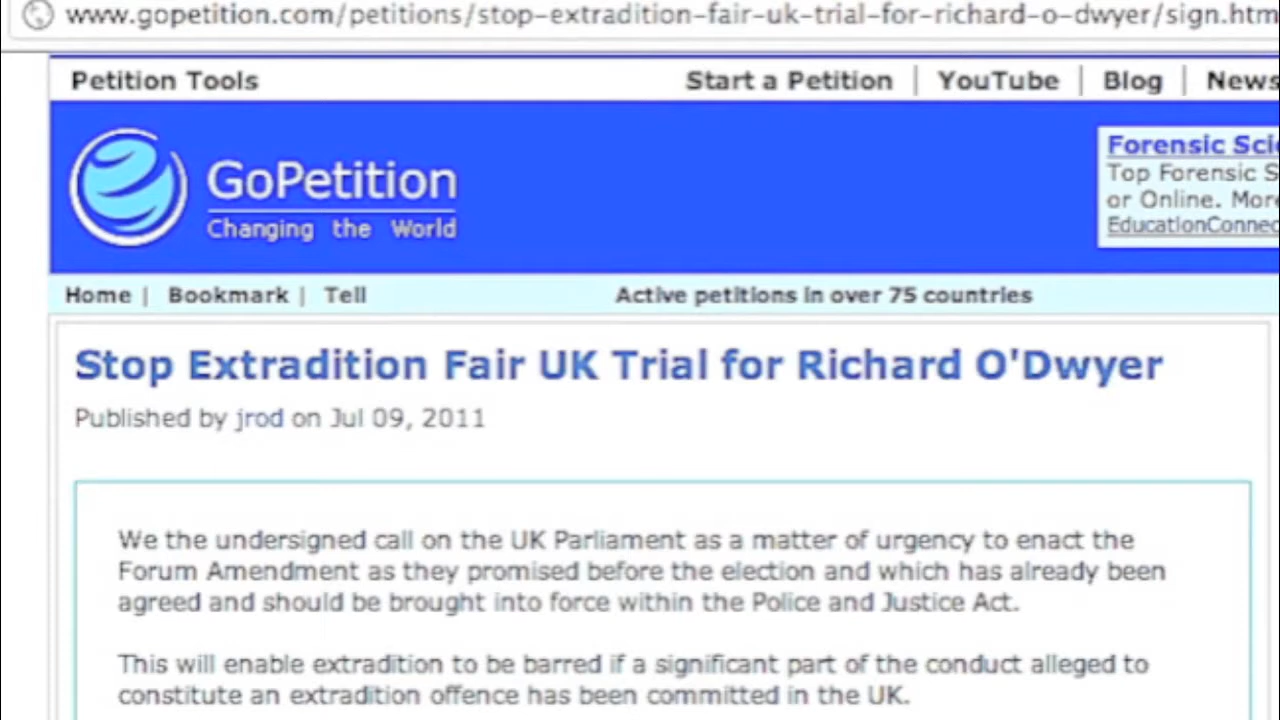 www.gopetition.com/petitions/stop-extradition-fair-uk-trial-for-richard-o-dwyer/sign.htm
Petition Tools
Start a Petition | YouTube | Blog | News
GoPetition
Changing the World
Forensic Sci
Top Forensic S
or Online. More
EducationConnec
Home | Bookmark | Tell
Active petitions in over 75 countries
Stop Extradition Fair UK Trial for Richard O'Dwyer
Published by jrod on Jul 09, 2011
We the undersigned call on the UK Parliament as a matter of urgency to enact the
Forum Amendment as they promised before the election and which has already been
agreed and should be brought into force within the Police and Justice Act.
This will enable extradition to be barred if a significant part of the conduct alleged to
constitute an extradition offence has been committed in the UK.